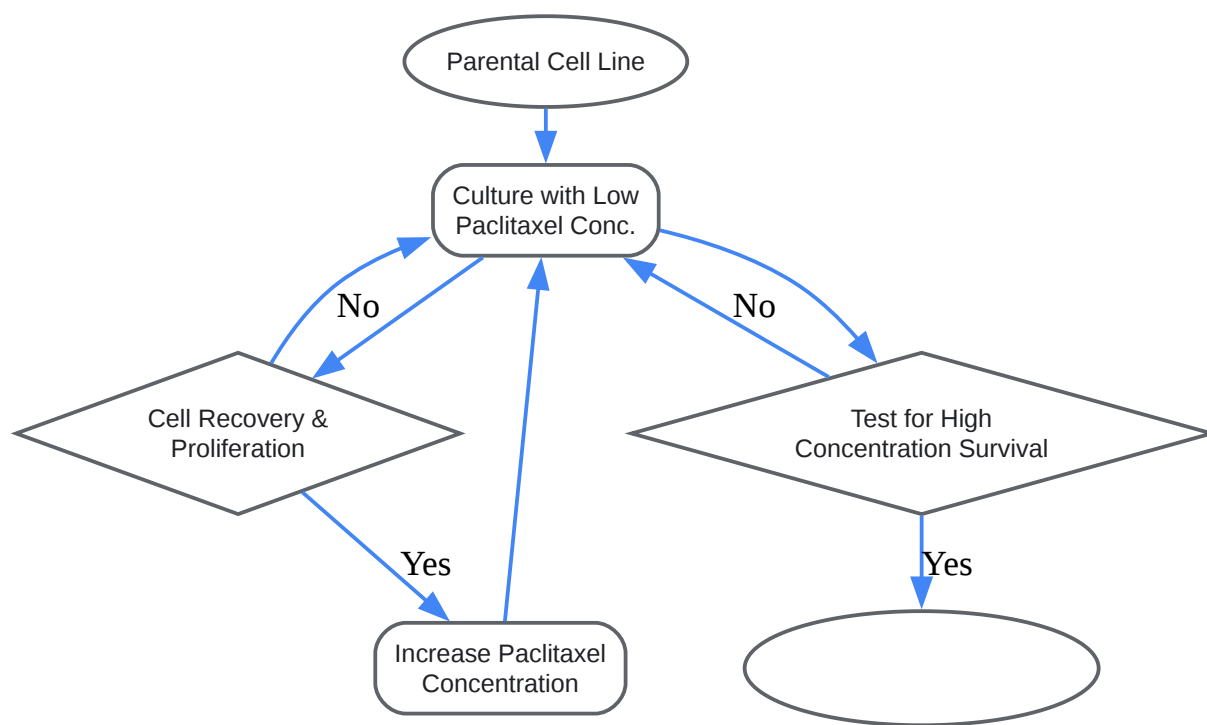 Parental Cell Line
Culture with Low
Paclitaxel Conc.
No
No
Cell Recovery &
Proliferation
Test for High
Concentration Survival
Yes
Yes
Increase Paclitaxel
Concentration